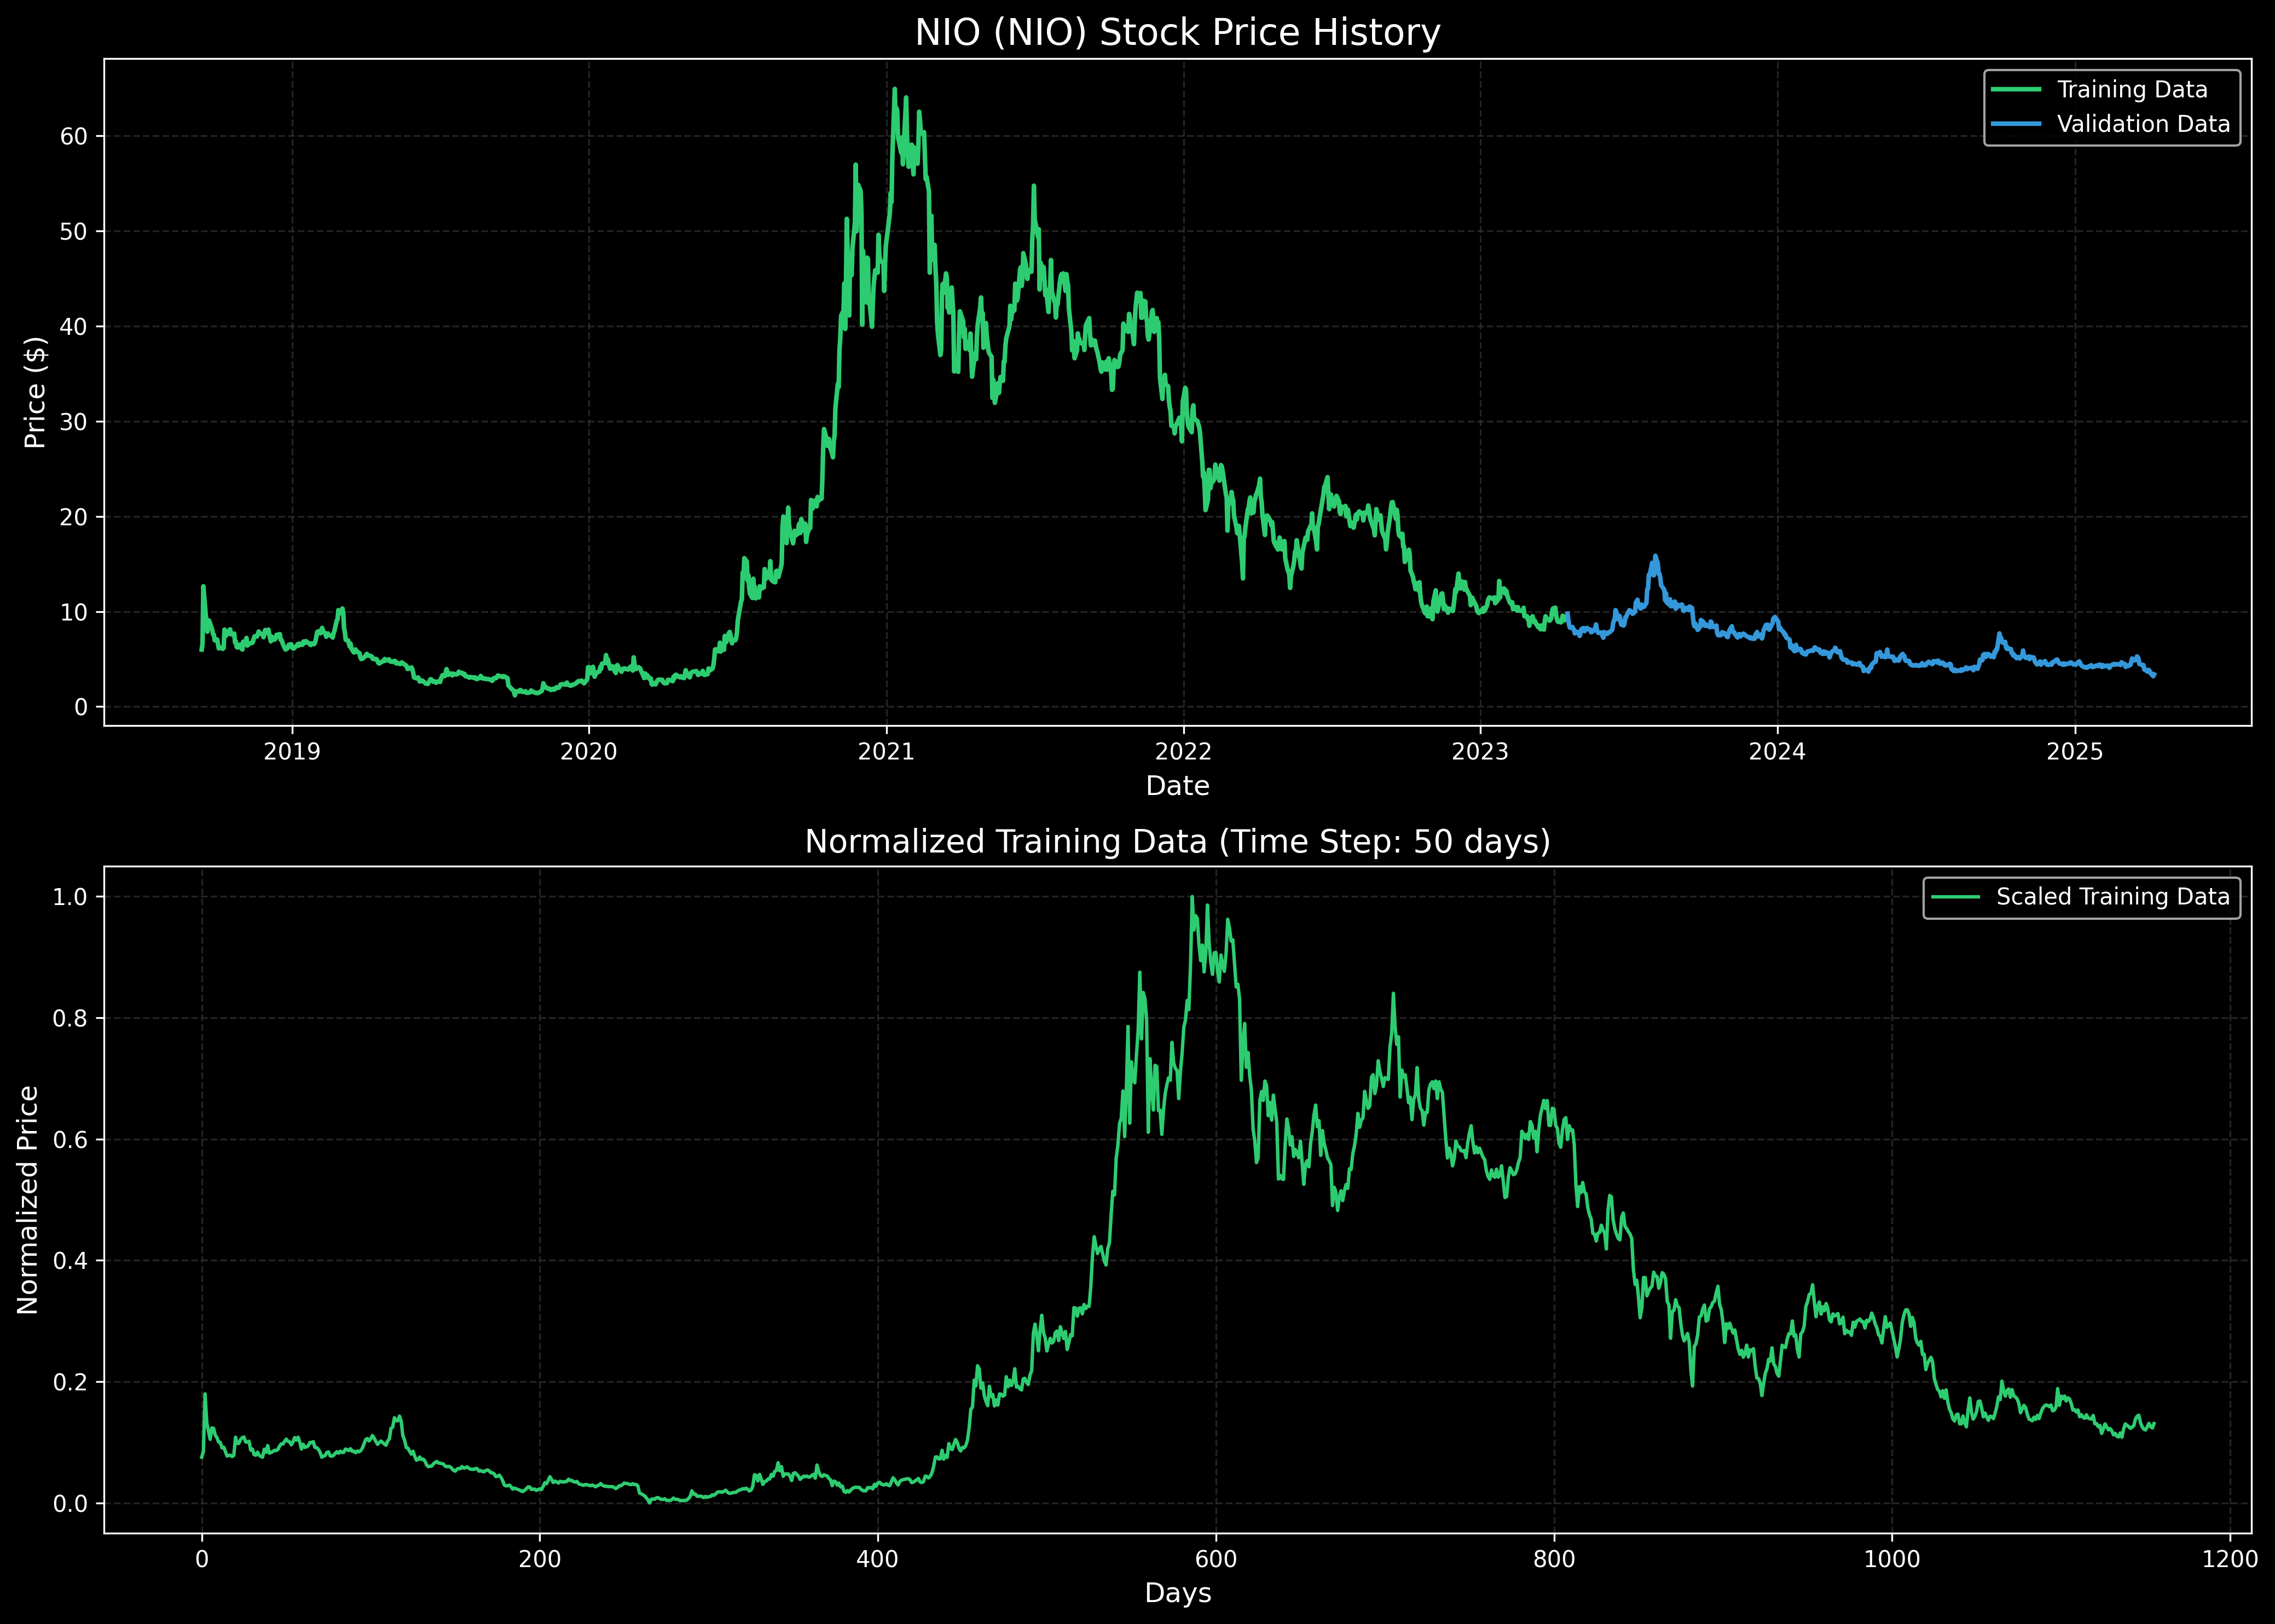 NIO (NIO) Stock Price History
Training Data
Validation Data
Price ($)
60
50
40
30
20
10
0
2019 2020 2021 2022 2023 2024 2025
Date
Normalized Training Data (Time Step: 50 days)
Scaled Training Data
Normalized Price
1.0
0.8
0.6
0.4
0.2
0.0
0 200 400 600 800 1000 1200
Days